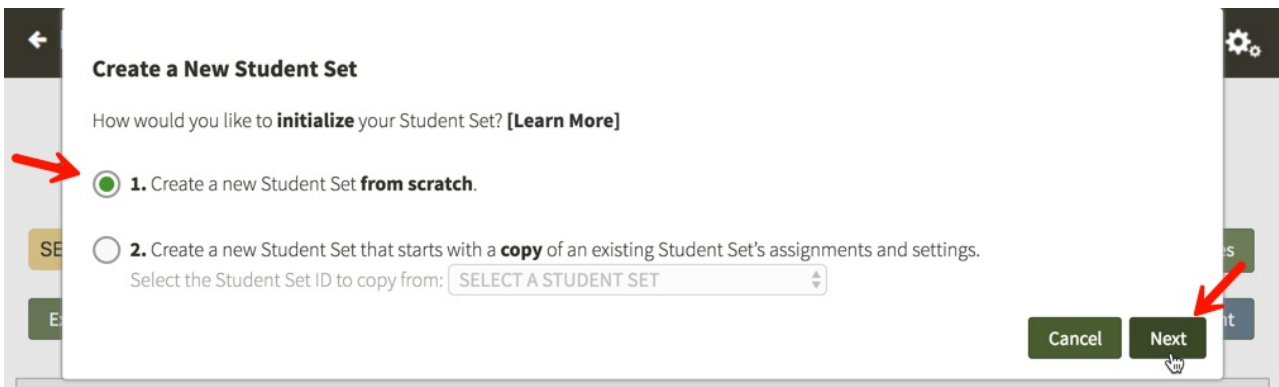 Create a New Student Set
How would you like to initialize your Student Set? [Learn More]
1. Create a new Student Set from scratch.
2. Create a new Student Set that starts with a copy of an existing Student Set's assignments and settings.
Select the Student Set ID to copy from: SELECT A STUDENT SET
Cancel Next